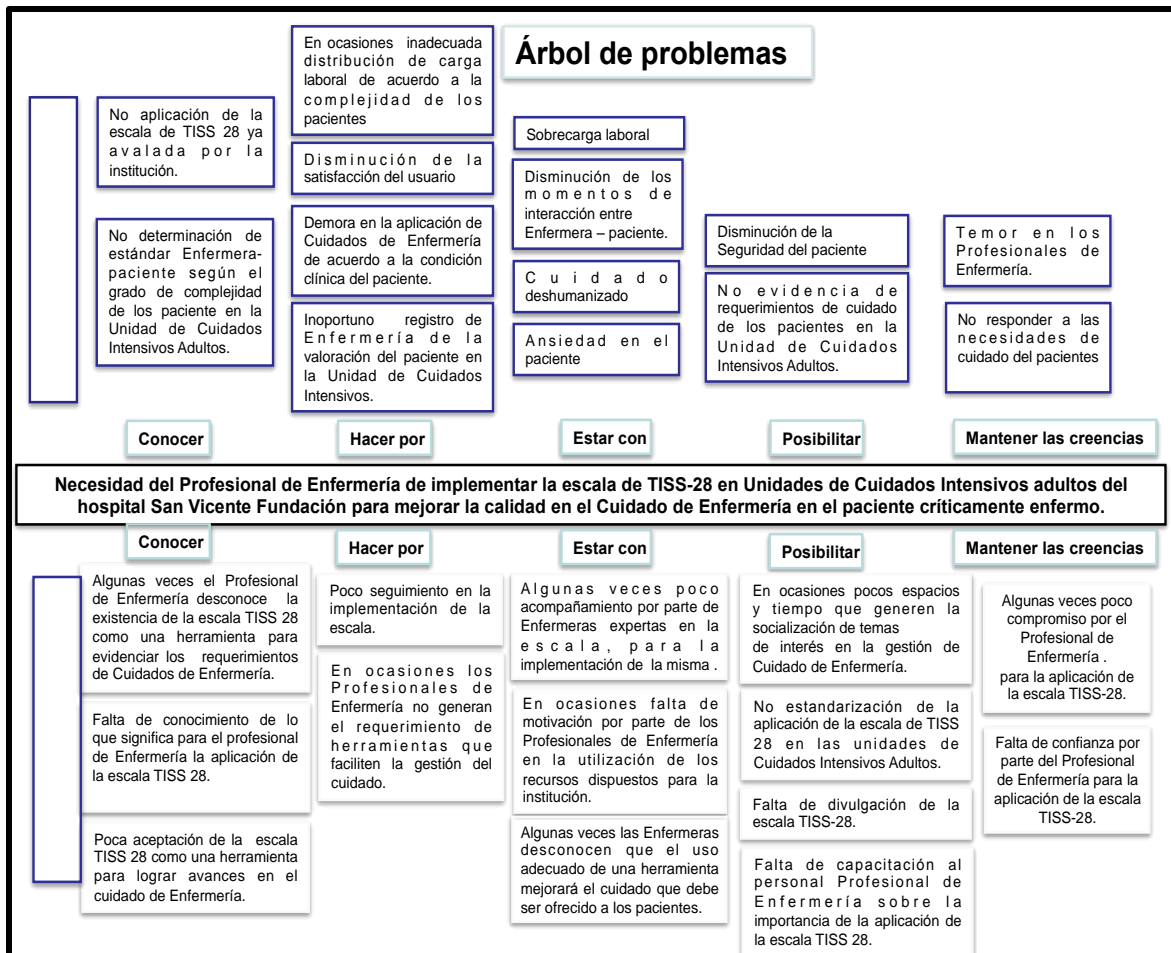 Árbol de problemas
No aplicación de la
escala de TISS 28 ya
avalada por la
institución.
No determinación de
estándar Enfermera-
paciente según el
grado de complejidad
de los paciente en la
Unidad de Cuidados
Intensivos Adultos.
En ocasiones inadecuada
distribución de carga
laboral de acuerdo a la
complejidad de los
pacientes
Disminución de la
satisfacción del usuario
Demora en la aplicación de
Cuidados de Enfermería
de acuerdo a la condición
clínica del paciente.
Inoportuno registro de
Enfermería de la
valoración del paciente en
la Unidad de Cuidados
Intensivos.
Sobrecarga laboral
Disminución de los
momentos de
interacción entre
Enfermera – paciente.
Cuidado
deshumanizado
Ansiedad en el
paciente
Disminución de la
Seguridad del paciente
No evidencia de
requerimientos de cuidado
de los pacientes en la
Unidad de Cuidados
Intensivos Adultos.
Temor en los
Profesionales de
Enfermería.
No responder a las
necesidades de
cuidado del pacientes
Conocer
Hacer por
Estar con
Posibilitar
Mantener las creencias
Necesidad del Profesional de Enfermería de implementar la escala de TISS-28 en Unidades de Cuidados Intensivos adultos del
hospital San Vicente Fundación para mejorar la calidad en el Cuidado de Enfermería en el paciente críticamente enfermo.
Conocer
Hacer por
Estar con
Posibilitar
Mantener las creencias
Algunas veces el Profesional
de Enfermería desconoce la
existencia de la escala TISS 28
como una herramienta para
evidenciar los requerimientos
de Cuidados de Enfermería.
Falta de conocimiento de lo
que significa para el profesional
de Enfermería la aplicación de
la escala TISS 28.
Poca aceptación de la escala
TISS 28 como una herramienta
para lograr avances en el
cuidado de Enfermería.
Poco seguimiento en la
implementación de la
escala.
En ocasiones los
Profesionales de
Enfermería no generan
el requerimiento de
herramientas que
faciliten la gestión del
cuidado.
Algunas veces poco
acompañamiento por parte de
Enfermeras expertas en la
escala, para la
implementación de la misma .
En ocasiones falta de
motivación por parte de los
Profesionales de Enfermería
en la utilización de los
recursos dispuestos para la
institución.
Algunas veces las Enfermeras
desconocen que el uso
adecuado de una herramienta
mejorará el cuidado que debe
ser ofrecido a los pacientes.
En ocasiones pocos espacios
y tiempo que generen la
socialización de temas
de interés en la gestión de
Cuidado de Enfermería.
No estandarización de la
aplicación de la escala de TISS
28 en las unidades de
Cuidados Intensivos Adultos.
Falta de divulgación de la
escala TISS-28.
Falta de capacitación al
personal Profesional de
Enfermería sobre la
importancia de la aplicación de
la escala TISS 28.
Algunas veces poco
compromiso por el
Profesional de
Enfermería .
para la aplicación de
la escala TISS-28.
Falta de confianza por
parte del Profesional
de Enfermería para la
aplicación de la escala
TISS-28.